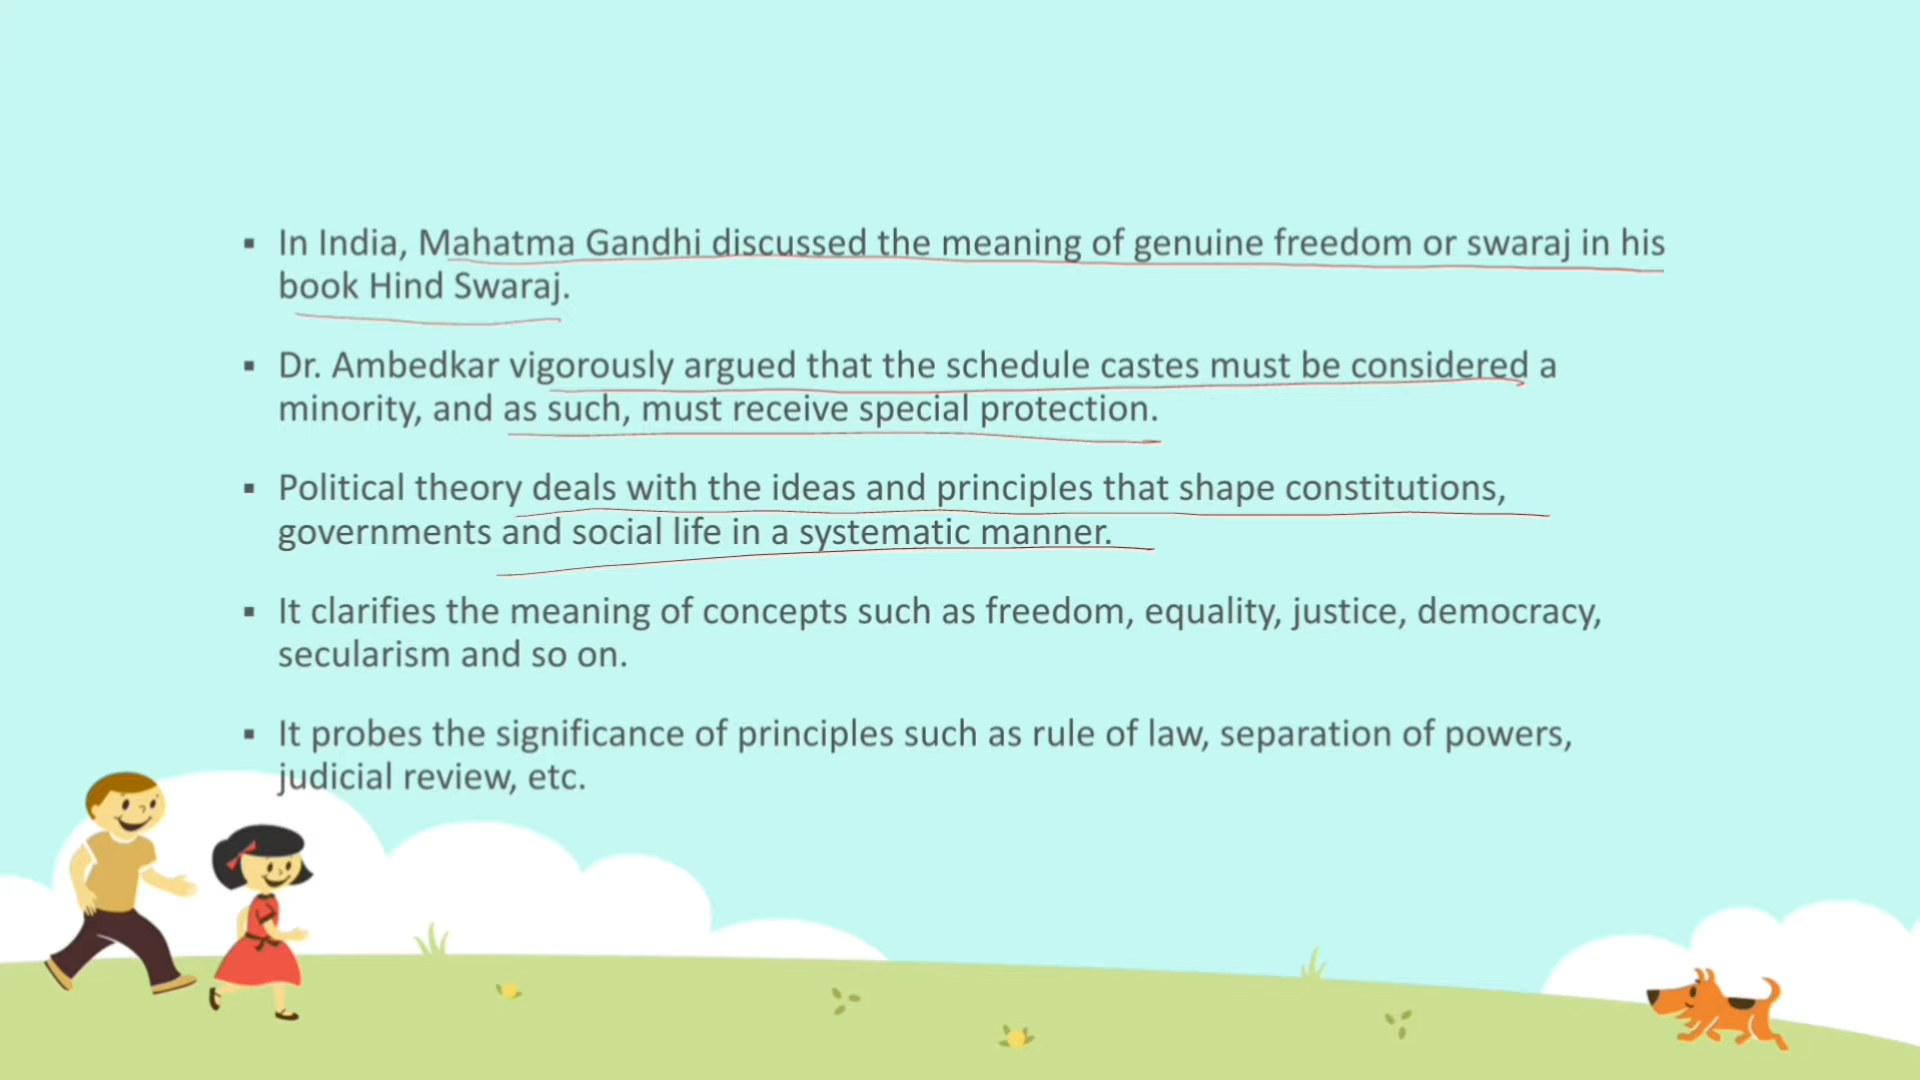 ▪ In India, Mahatma Gandhi discussed the meaning of genuine freedom or swaraj in his
book Hind Swaraj.
▪ Dr. Ambedkar vigorously argued that the schedule castes must be considered a
minority, and as such, must receive special protection.
▪ Political theory deals with the ideas and principles that shape constitutions,
governments and social life in a systematic manner.
▪ It clarifies the meaning of concepts such as freedom, equality, justice, democracy,
secularism and so on.
▪ It probes the significance of principles such as rule of law, separation of powers,
judicial review, etc.